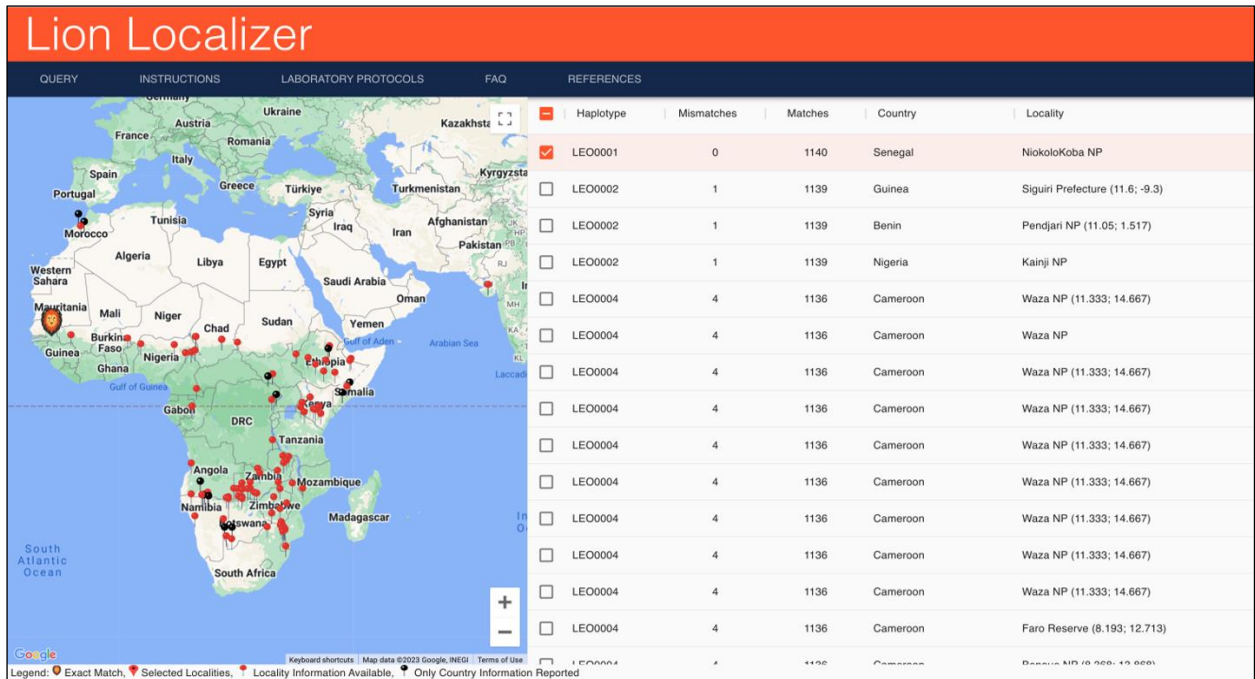 Lion Localizer
QUERY INSTRUCTIONS LABORATORY PROTOCOLS FAQ REFERENCES
Ukraine
Kazakhsta
Austria
France
Romania
Italy
Kyrgyzsta
Spain
Portugal
Greece
Türkiye
Turkmenistan
Tunisia
Syria
Afghanistan
Iraq
Iran
Morocco
Pakistan
Algeria
Libya
Egypt
Western
Sahara
Saudi Arabia
Oman
Mauritania
Mali
Niger
Chad
Sudan
Yemen
Burkina
Faso
Gulf of Aden
Arabian Sea
Guinea
Nigeria
Ethiopia
Ghana
Gulf of Guinea
Somalia
Gabon
Kenya
DRC
Tanzania
Angola
Zambia
Mozambique
Namibia
Zimbabwe
Botswana
Madagascar
South
Atlantic
Ocean
South Africa
Google
Keyboard shortcuts Map data ©2023 Google, INEGI Terms of Use
Haplotype Mismatches Matches Country Locality
LEO0001 0 1140 Senegal NiokoloKoba NP
LEO0002 1 1139 Guinea Siguiri Prefecture (11.6; -9.3)
LEO0002 1 1139 Benin Pendjari NP (11.05; 1.517)
LEO0002 1 1139 Nigeria Kainji NP
LEO0004 4 1136 Cameroon Waza NP (11.333; 14.667)
LEO0004 4 1136 Cameroon Waza NP
LEO0004 4 1136 Cameroon Waza NP (11.333; 14.667)
LEO0004 4 1136 Cameroon Waza NP (11.333; 14.667)
LEO0004 4 1136 Cameroon Waza NP (11.333; 14.667)
LEO0004 4 1136 Cameroon Waza NP (11.333; 14.667)
LEO0004 4 1136 Cameroon Waza NP (11.333; 14.667)
LEO0004 4 1136 Cameroon Waza NP (11.333; 14.667)
LEO0004 4 1136 Cameroon Waza NP (11.333; 14.667)
LEO0004 4 1136 Cameroon Faro Reserve (8.193; 12.713)
Legend: Exact Match, Selected Localities, Locality Information Available, Only Country Information Reported